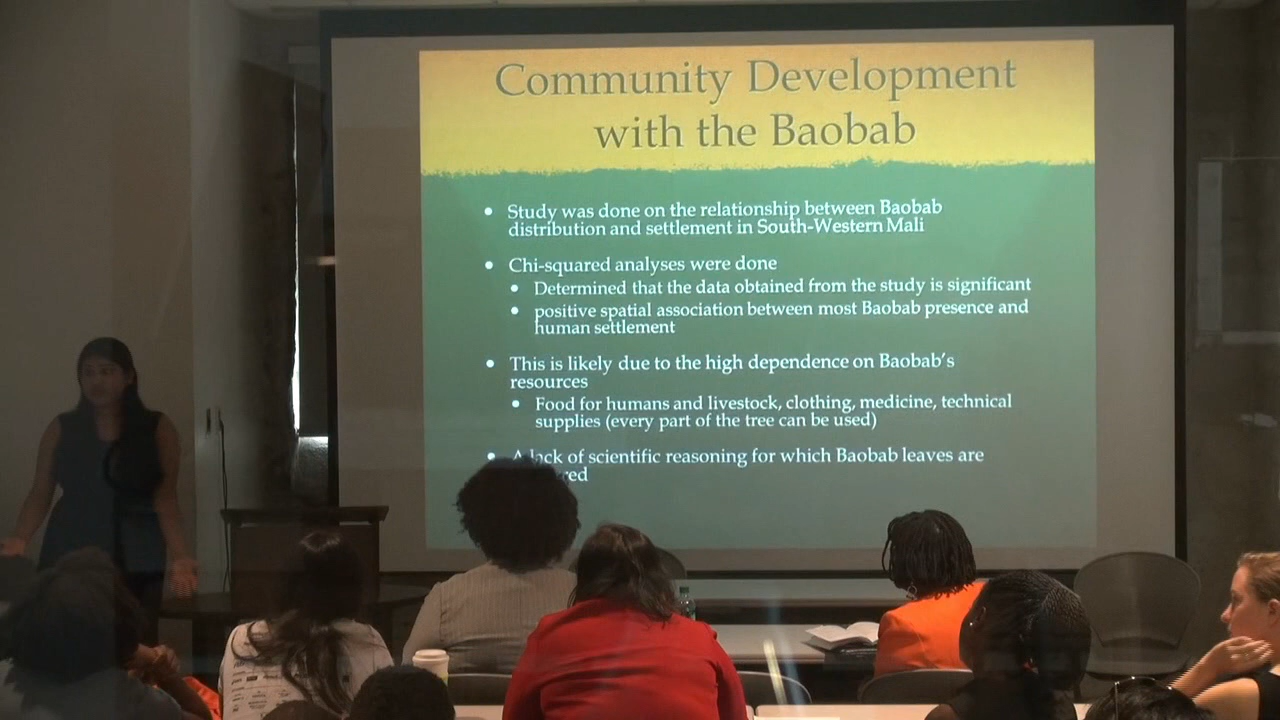 Community Development
with the Baobab
• Study was done on the relationship between Baobab
distribution and settlement in South-Western Mali
• Chi-squared analyses were done
• Determined that the data obtained from the study is significant
• positive spatial association between most Baobab presence and
human settlement
• This is likely due to the high dependence on Baobab's
resources
• Food for humans and livestock, clothing, medicine, technical
supplies (every part of the tree can be used)
• A lack of scientific reasoning for which Baobab leaves are